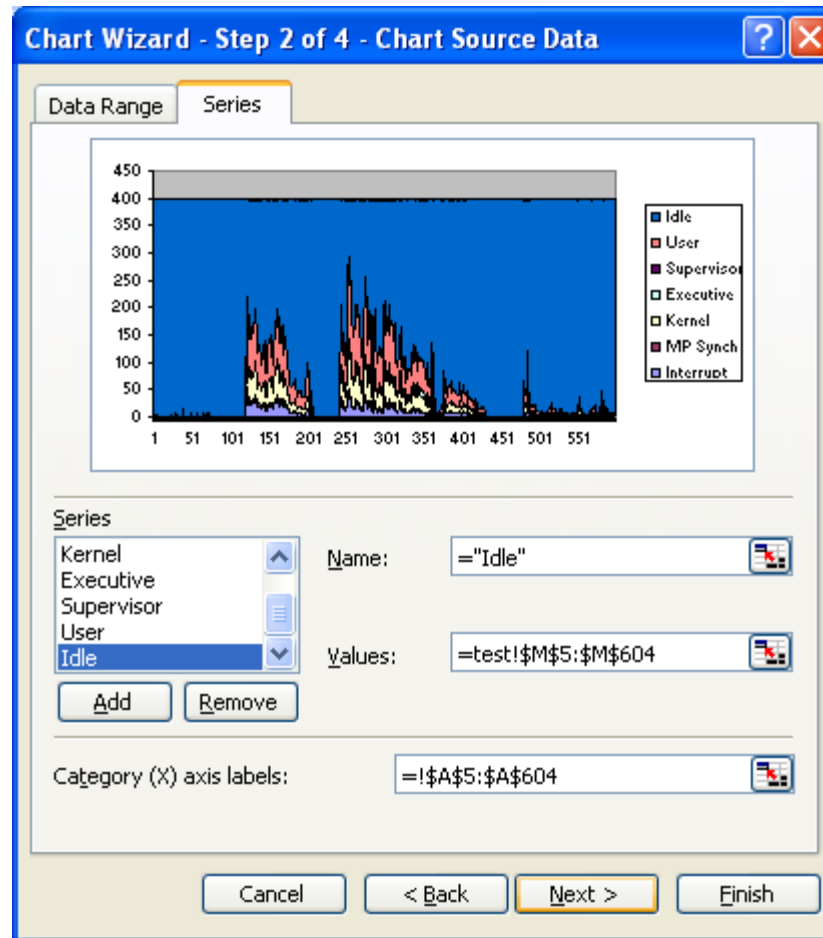 Chart Wizard - Step 2 of 4 - Chart Source Data
Data Range
Series
450
400
350
300
250
200
150
100
50
0
1 51 101 151 201 251 301 351 401 451 501 551
Idle
User
Supervisor
Executive
Kernel
MP Synch
Interrupt
Series
Kernel
Executive
Supervisor
User
Idle
Add
Remove
Name:
="Idle"
Values:
=test!$M$5:$M$604
Category (X) axis labels:
=!$A$5:$A$604
Cancel
< Back
Next >
Finish